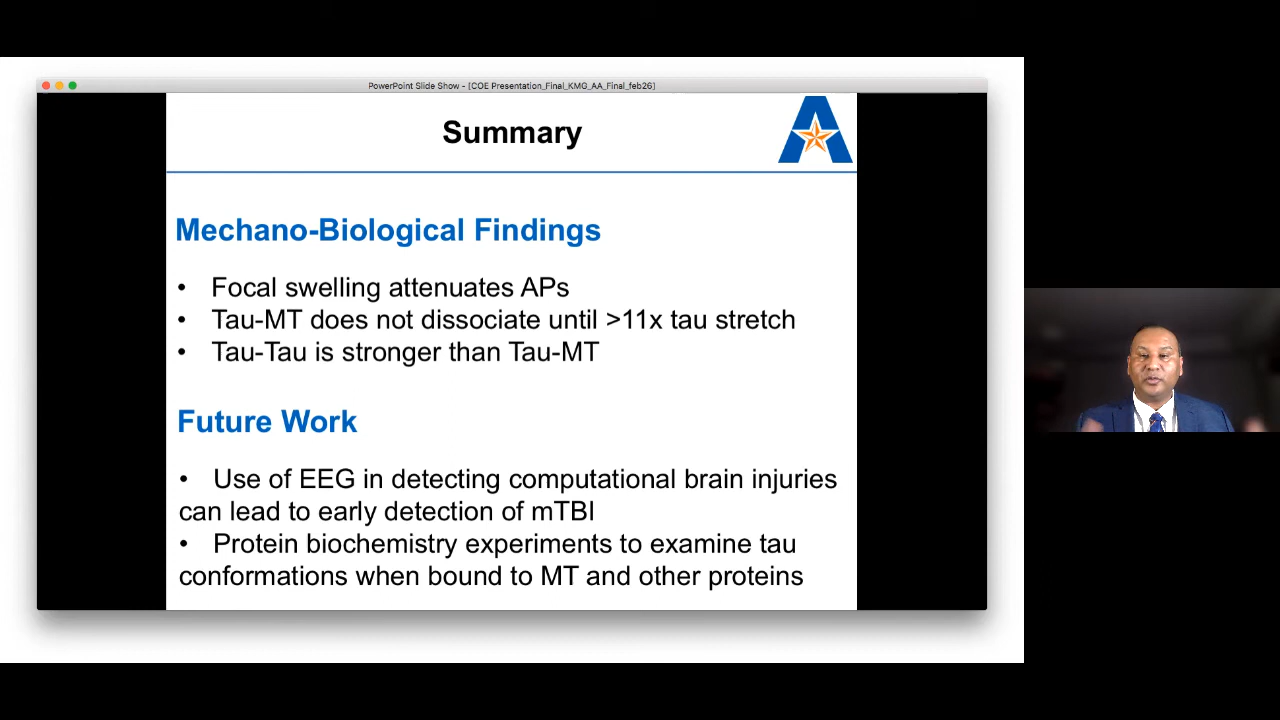 PowerPoint Slide Show - [COE Presentation_Final_KMG_AA_Final_feb26]
Summary
Mechano-Biological Findings
• Focal swelling attenuates APs
• Tau-MT does not dissociate until >11x tau stretch
• Tau-Tau is stronger than Tau-MT
Future Work
• Use of EEG in detecting computational brain injuries
can lead to early detection of mTBI
• Protein biochemistry experiments to examine tau
conformations when bound to MT and other proteins